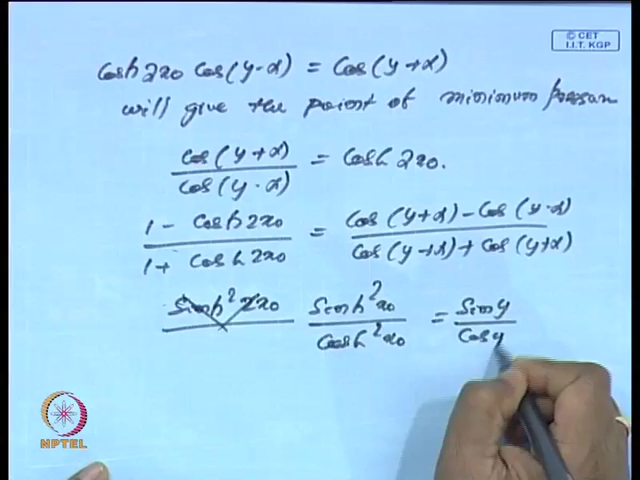 © CET
I.I.T. KGP
cosh 2x0 cos(y-α) = cos(y+α)
will give the point of minimum pressure
cos(y+α) / cos(y-α) = cosh 2x0.
1 - cosh 2x0 / 1 + cosh 2x0 = cos(y+α) - cos(y-α) / cos(y+α) + cos(y+α)
sinh² 2x0 sinh² x0 / cosh² x0 = sin y / cos y
NPTEL